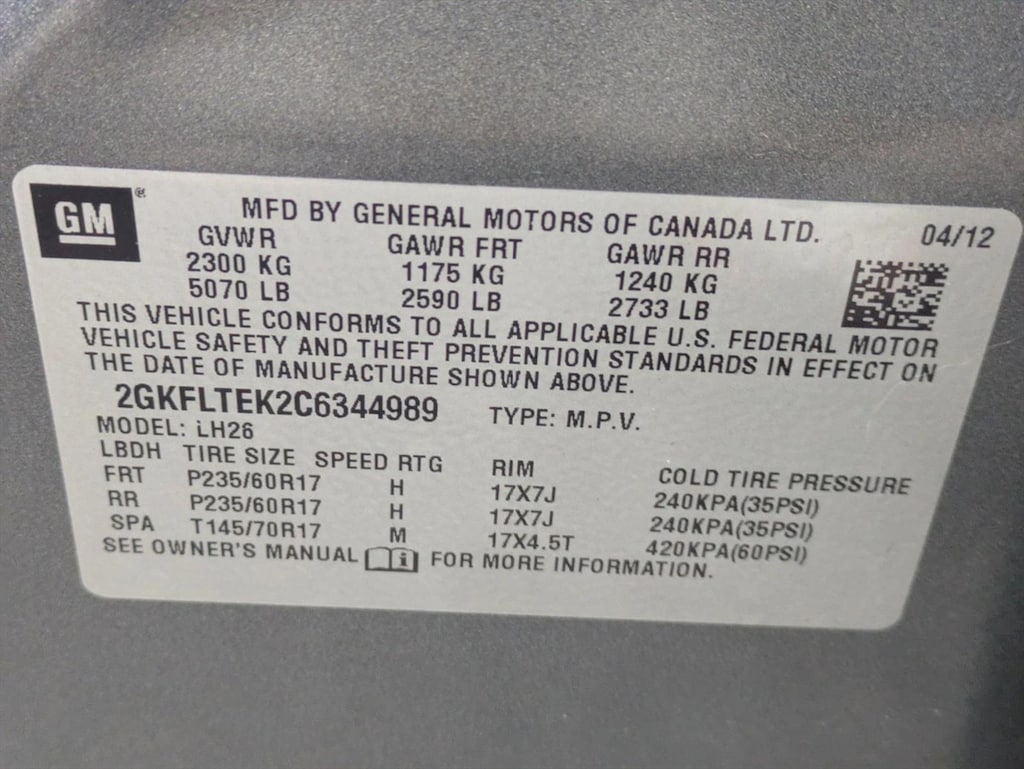 GM ®
MFD BY GENERAL MOTORS OF CANADA LTD. 04/12
GVWR GAWR FRT GAWR RR
2300 KG 1175 KG 1240 KG
5070 LB 2590 LB 2733 LB
THIS VEHICLE CONFORMS TO ALL APPLICABLE U.S. FEDERAL MOTOR
VEHICLE SAFETY AND THEFT PREVENTION STANDARDS IN EFFECT ON
THE DATE OF MANUFACTURE SHOWN ABOVE.
2GKFLTEK2C6344989 TYPE: M.P.V.
MODEL: LH26
LBDH TIRE SIZE SPEED RTG RIM COLD TIRE PRESSURE
FRT P235/60R17 H 17X7J 240KPA(35PSI)
RR P235/60R17 H 17X7J 240KPA(35PSI)
SPA T145/70R17 M 17X4.5T 420KPA(60PSI)
SEE OWNER'S MANUAL i FOR MORE INFORMATION.